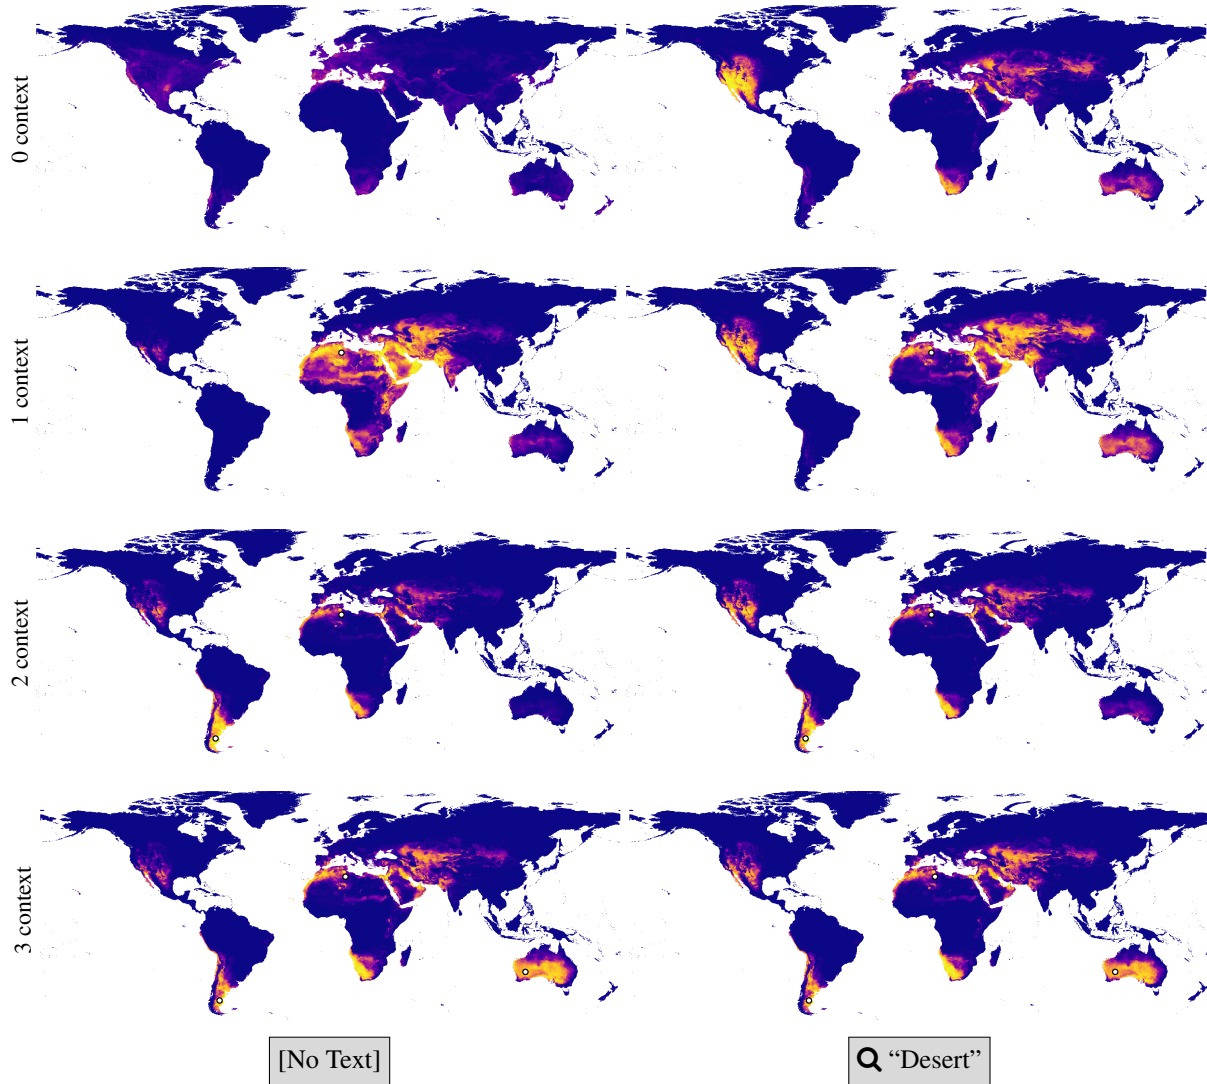 0 context
1 context
2 context
3 context
[No Text]
“Desert”